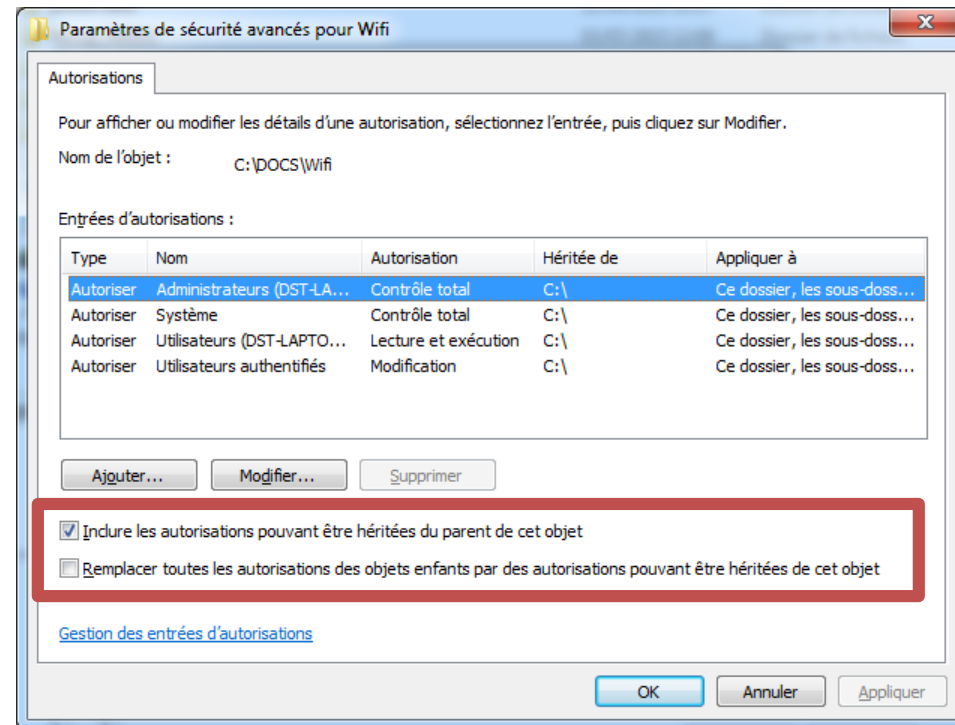 Paramètres de sécurité avancés pour Wifi
Autorisations
Pour afficher ou modifier les détails d'une autorisation, sélectionnez l'entrée, puis cliquez sur Modifier.
Nom de l'objet : C:\DOCS\Wifi
Entrées d'autorisations :
Type Nom Autorisation Héritée de Appliquer à
Autoriser Administrateurs (DST-LA... Contrôle total C:\ Ce dossier, les sous-doss...
Autoriser Système Contrôle total C:\ Ce dossier, les sous-doss...
Autoriser Utilisateurs (DST-LAPTO... Lecture et exécution C:\ Ce dossier, les sous-doss...
Autoriser Utilisateurs authentifiés Modification C:\ Ce dossier, les sous-doss...
Ajouter... Modifier... Supprimer
Inclure les autorisations pouvant être héritées du parent de cet objet
Remplacer toutes les autorisations des objets enfants par des autorisations pouvant être héritées de cet objet
Gestion des entrées d'autorisations
OK Annuler Appliquer